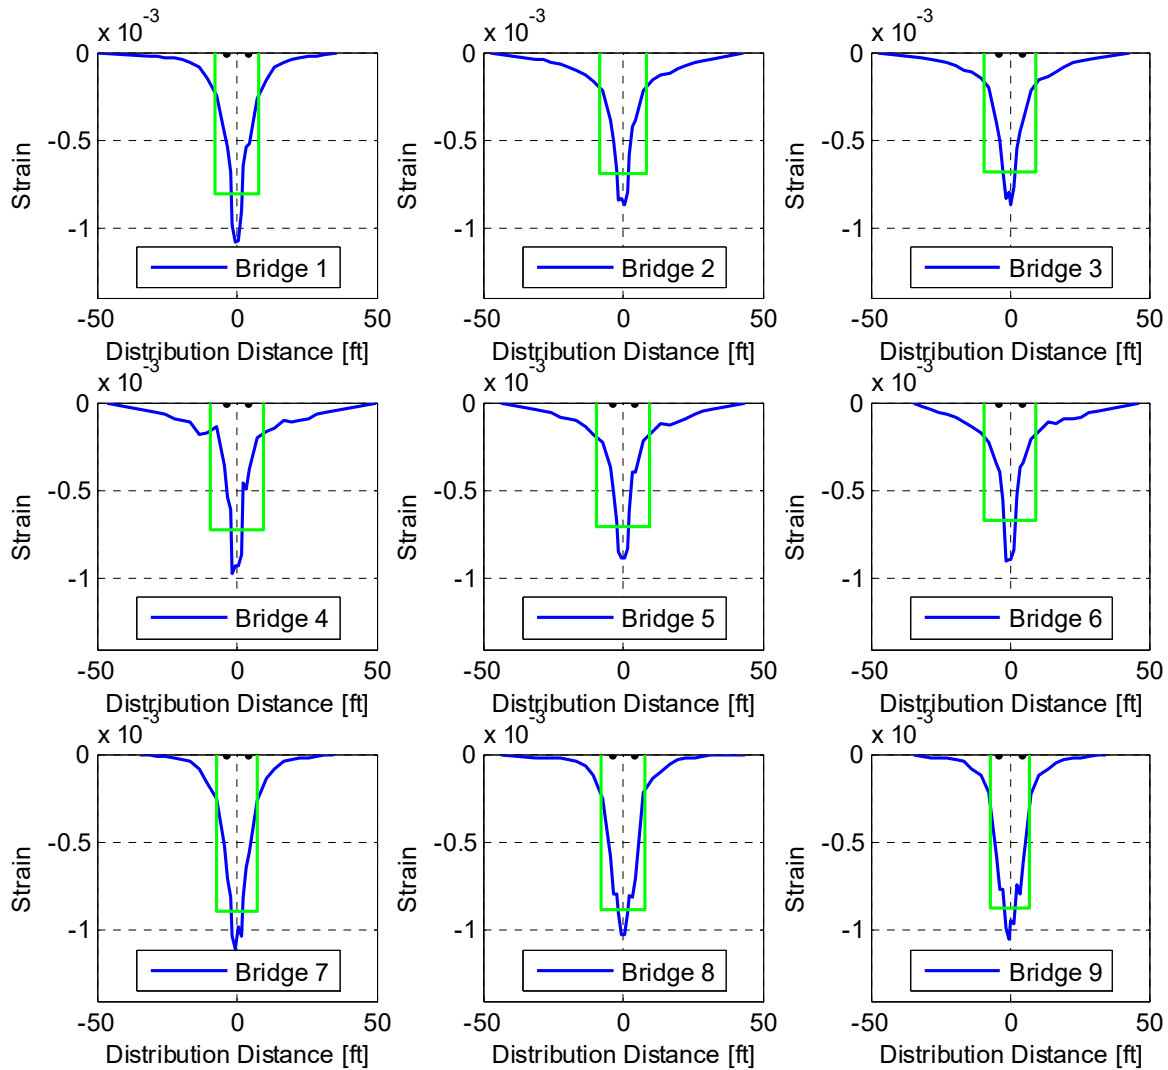 x 10^-3 x 10^-3 x 10^-3
0 0 0
-0.5 -0.5 -0.5
-1 -1 -1
Strain Strain Strain
Bridge 1 Bridge 2 Bridge 3
-50 0 50 -50 0 50 -50 0 50
Distribution Distance [ft] Distribution Distance [ft] Distribution Distance [ft]
x 10^-3 x 10^-3 x 10^-3
0 0 0
-0.5 -0.5 -0.5
-1 -1 -1
Strain Strain Strain
Bridge 4 Bridge 5 Bridge 6
-50 0 50 -50 0 50 -50 0 50
Distribution Distance [ft] Distribution Distance [ft] Distribution Distance [ft]
x 10^-3 x 10^-3 x 10^-3
0 0 0
-0.5 -0.5 -0.5
-1 -1 -1
Strain Strain Strain
Bridge 7 Bridge 8 Bridge 9
-50 0 50 -50 0 50 -50 0 50
Distribution Distance [ft] Distribution Distance [ft] Distribution Distance [ft]